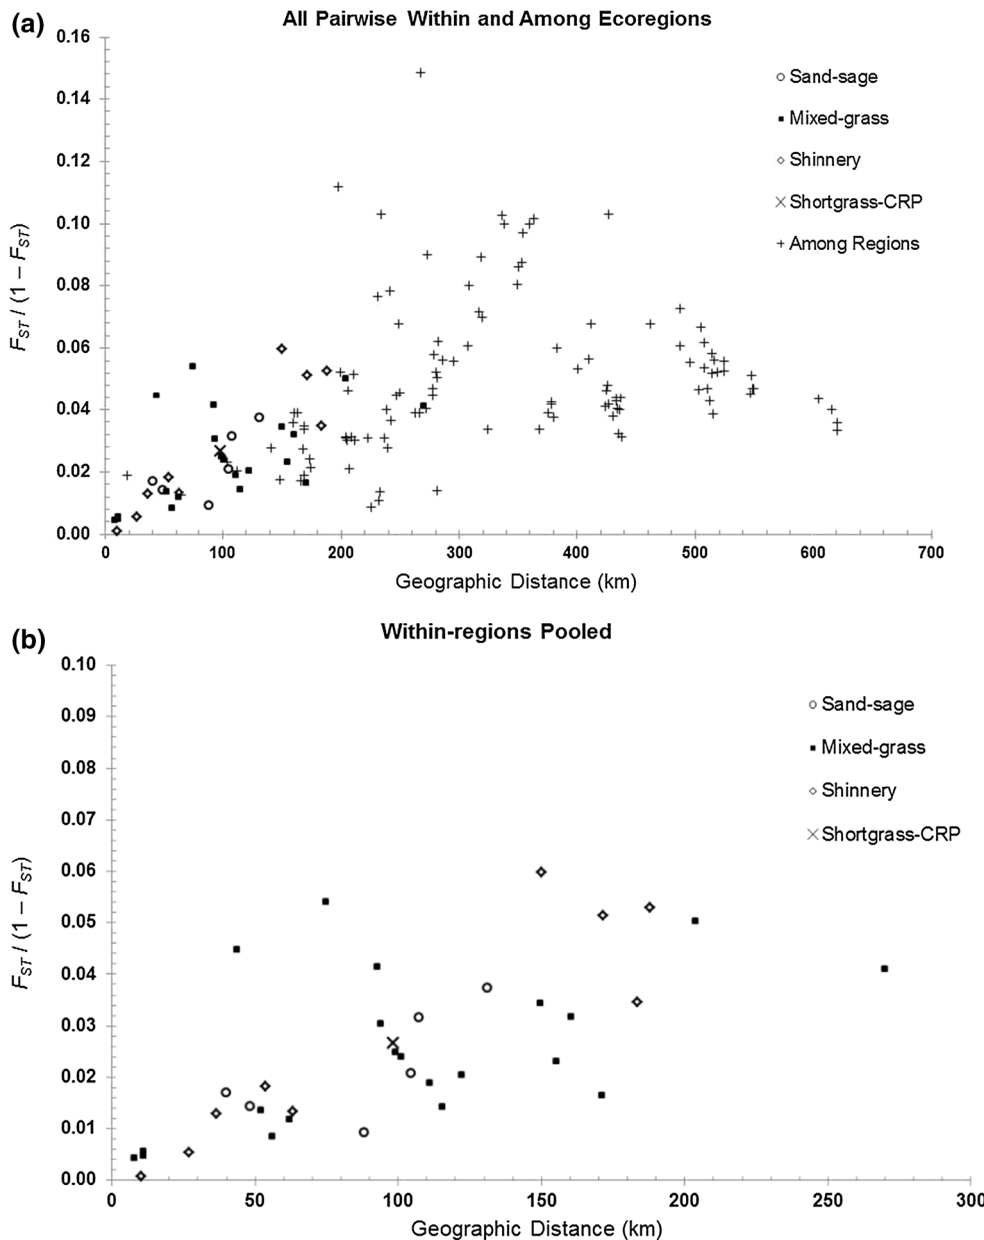 (a)
All Pairwise Within and Among Ecoregions
0.16
0.14
0.12
0.10
0.08
0.06
0.04
0.02
0.00
F_ST / (1 – F_ST)
Sand-sage
Mixed-grass
Shinnery
Shortgrass-CRP
Among Regions
0 100 200 300 400 500 600 700
Geographic Distance (km)
(b)
Within-regions Pooled
0.10
0.09
0.08
0.07
0.06
0.05
0.04
0.03
0.02
0.01
0.00
F_ST / (1 – F_ST)
Sand-sage
Mixed-grass
Shinnery
Shortgrass-CRP
0 50 100 150 200 250 300
Geographic Distance (km)